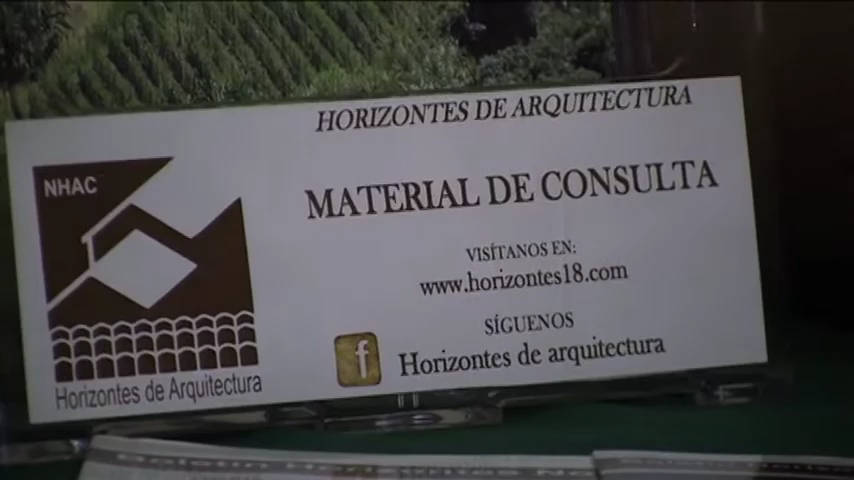 HORIZONTES DE ARQUITECTURA
NHAC
MATERIAL DE CONSULTA
VISÍTANOS EN:
www.horizontes18.com
SÍGUENOS
f Horizontes de arquitectura
Horizontes de Arquitectura